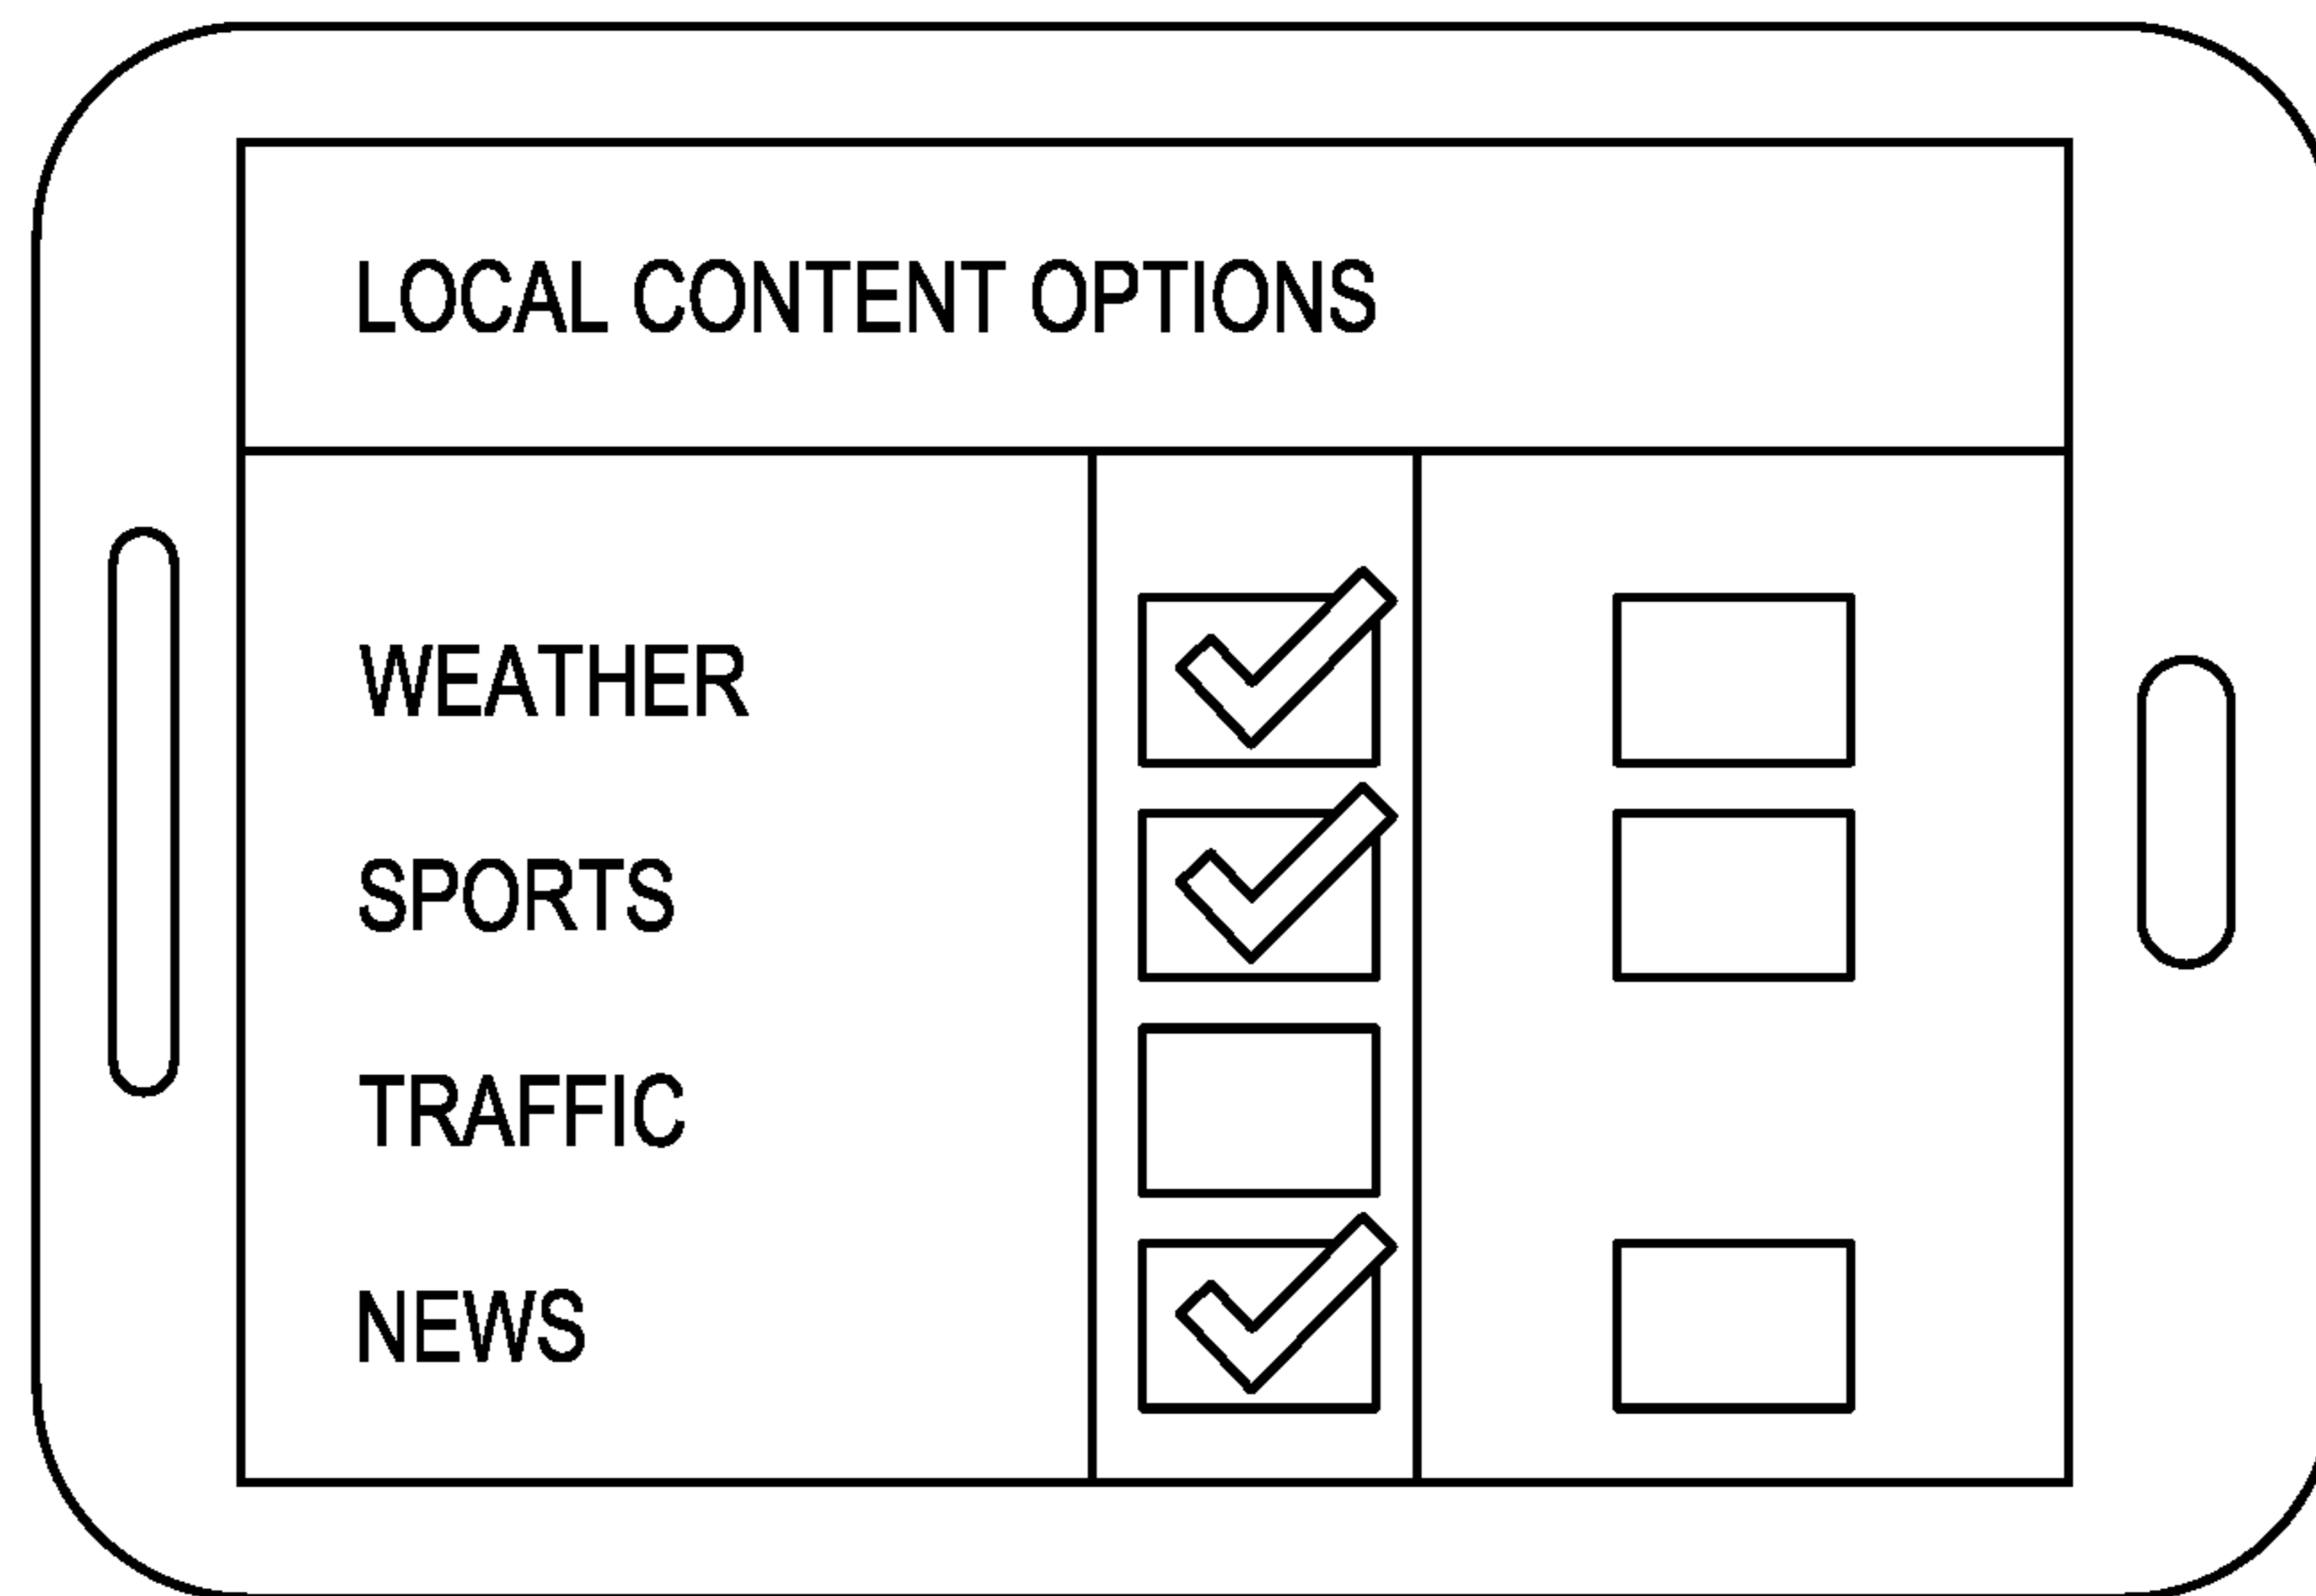 LOCAL CONTENT OPTIONS
WEATHER
SPORTS
TRAFFIC
NEWS